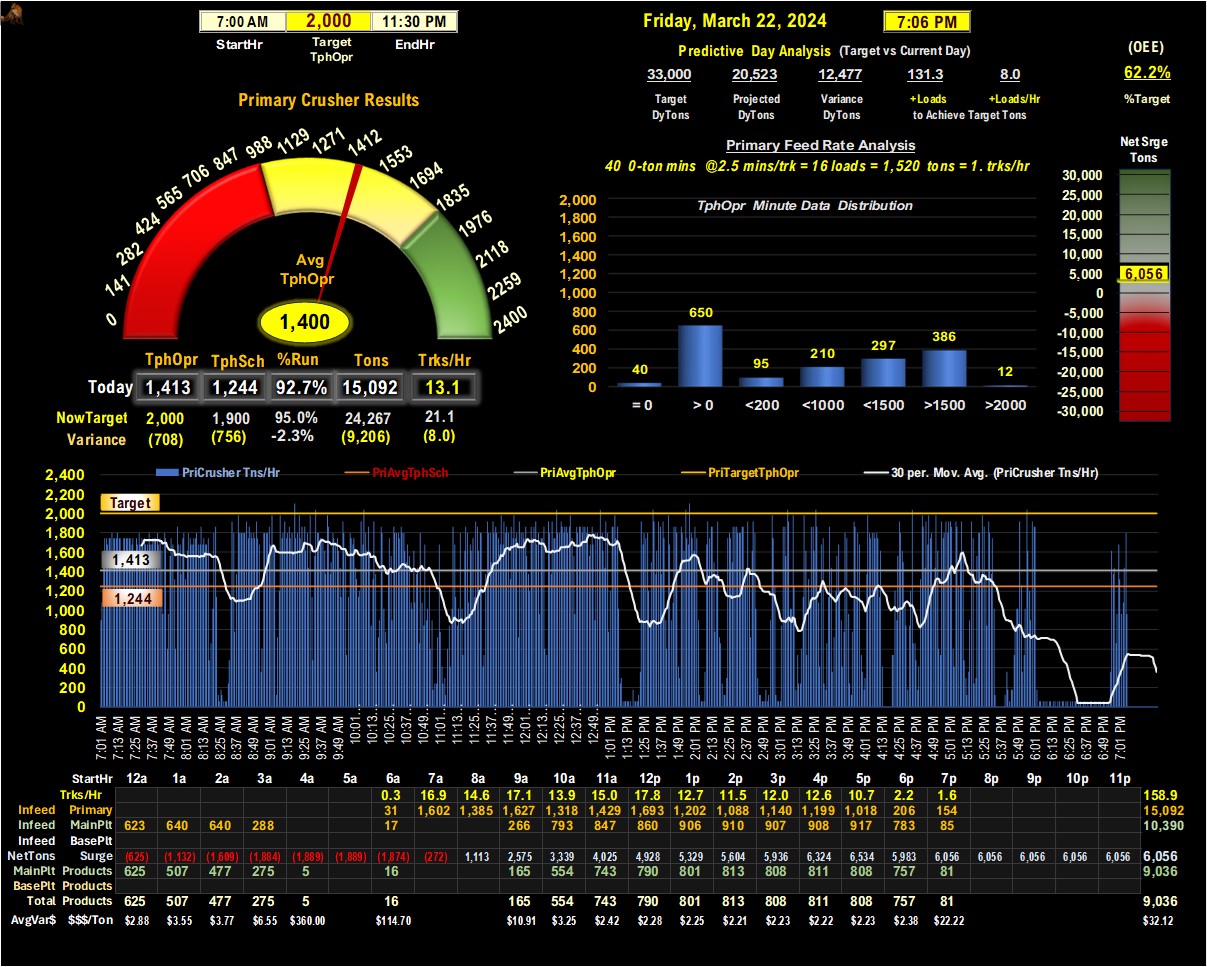 7:00 AM 2,000 11:30 PM
StartHr Target TphOpr EndHr
Friday, March 22, 2024 7:06 PM
Predictive Day Analysis (Target vs Current Day)
33,000 20,523 12,477 131.3 8.0
Target DyTons Projected DyTons Variance DyTons +Loads +Loads/Hr
to Achieve Target Tons
(OEE)
62.2%
%Target
Primary Crusher Results
0 141 282 424 565 706 847 988 1129 1271 1412 1553 1694 1835 1976 2118 2259 2400
Avg
TphOpr
1,400
TphOpr TphSch %Run Tons Trks/Hr
Today 1,413 1,244 92.7% 15,092 13.1
NowTarget 2,000 1,900 95.0% 24,267 21.1
Variance (708) (756) -2.3% (9,206) (8.0)
Primary Feed Rate Analysis
40 0-ton mins @2.5 mins/trk = 16 loads = 1,520 tons = 1. trks/hr
TphOpr Minute Data Distribution
2,000
1,800
1,600
1,400
1,200
1,000
800
600
400
200
0
40 650 95 210 297 386 12
= 0 > 0 <200 <1000 <1500 >1500 >2000
Net Srge
Tons
30,000
25,000
20,000
15,000
10,000
5,000
0
-5,000
-10,000
-15,000
-20,000
-25,000
-30,000
6,056
PriCrusher Tns/Hr PriAvgTphSch PriAvgTphOpr PriTargetTphOpr 30 per. Mov. Avg. (PriCrusher Tns/Hr)
2,400
2,200
2,000
1,800
1,600
1,400
1,200
1,000
800
600
400
200
0
Target
1,413
1,244
7:01 AM 7:13 AM 7:25 AM 7:37 AM 7:49 AM 8:01 AM 8:13 AM 8:25 AM 8:37 AM 8:49 AM 9:01 AM 9:13 AM 9:25 AM 9:37 AM 9:49 AM 10:01… 10:13… 10:25… 10:37… 10:49… 11:01… 11:13… 11:25… 11:37… 11:49… 12:01… 12:13… 12:25… 12:37… 12:49… 1:01 PM 1:13 PM 1:25 PM 1:37 PM 1:49 PM 2:01 PM 2:13 PM 2:25 PM 2:37 PM 2:49 PM 3:01 PM 3:13 PM 3:25 PM 3:37 PM 3:49 PM 4:01 PM 4:13 PM 4:25 PM 4:37 PM 4:49 PM 5:01 PM 5:13 PM 5:25 PM 5:37 PM 5:49 PM 6:01 PM 6:13 PM 6:25 PM 6:37 PM 6:49 PM 7:01 PM
StartHr 12a 1a 2a 3a 4a 5a 6a 7a 8a 9a 10a 11a 12p 1p 2p 3p 4p 5p 6p 7p 8p 9p 10p 11p
Trks/Hr 0.3 16.9 14.6 17.1 13.9 15.0 17.8 12.7 11.5 12.0 12.6 10.7 2.2 1.6 158.9
Infeed Primary 31 1,602 1,385 1,627 1,318 1,429 1,693 1,202 1,088 1,140 1,199 1,018 206 154 15,092
Infeed MainPlt 623 640 640 288 17 266 793 847 860 906 910 907 908 917 783 85 10,390
Infeed BasePlt
NetTons Surge (625) (1,132) (1,609) (1,884) (1,889) (1,889) (1,874) (272) 1,113 2,575 3,339 4,025 4,928 5,329 5,604 5,936 6,324 6,534 5,983 6,056 6,056 6,056 6,056 6,056 6,056
MainPlt Products 625 507 477 275 5 16 165 554 743 790 801 813 808 811 808 757 81 9,036
BasePlt Products
Total Products 625 507 477 275 5 16 165 554 743 790 801 813 808 811 808 757 81 9,036
AvgVar$ $$$/Ton $2.88 $3.55 $3.77 $6.55 $360.00 $114.70 $10.91 $3.25 $2.42 $2.28 $2.25 $2.21 $2.23 $2.22 $2.23 $2.38 $22.22 $32.12